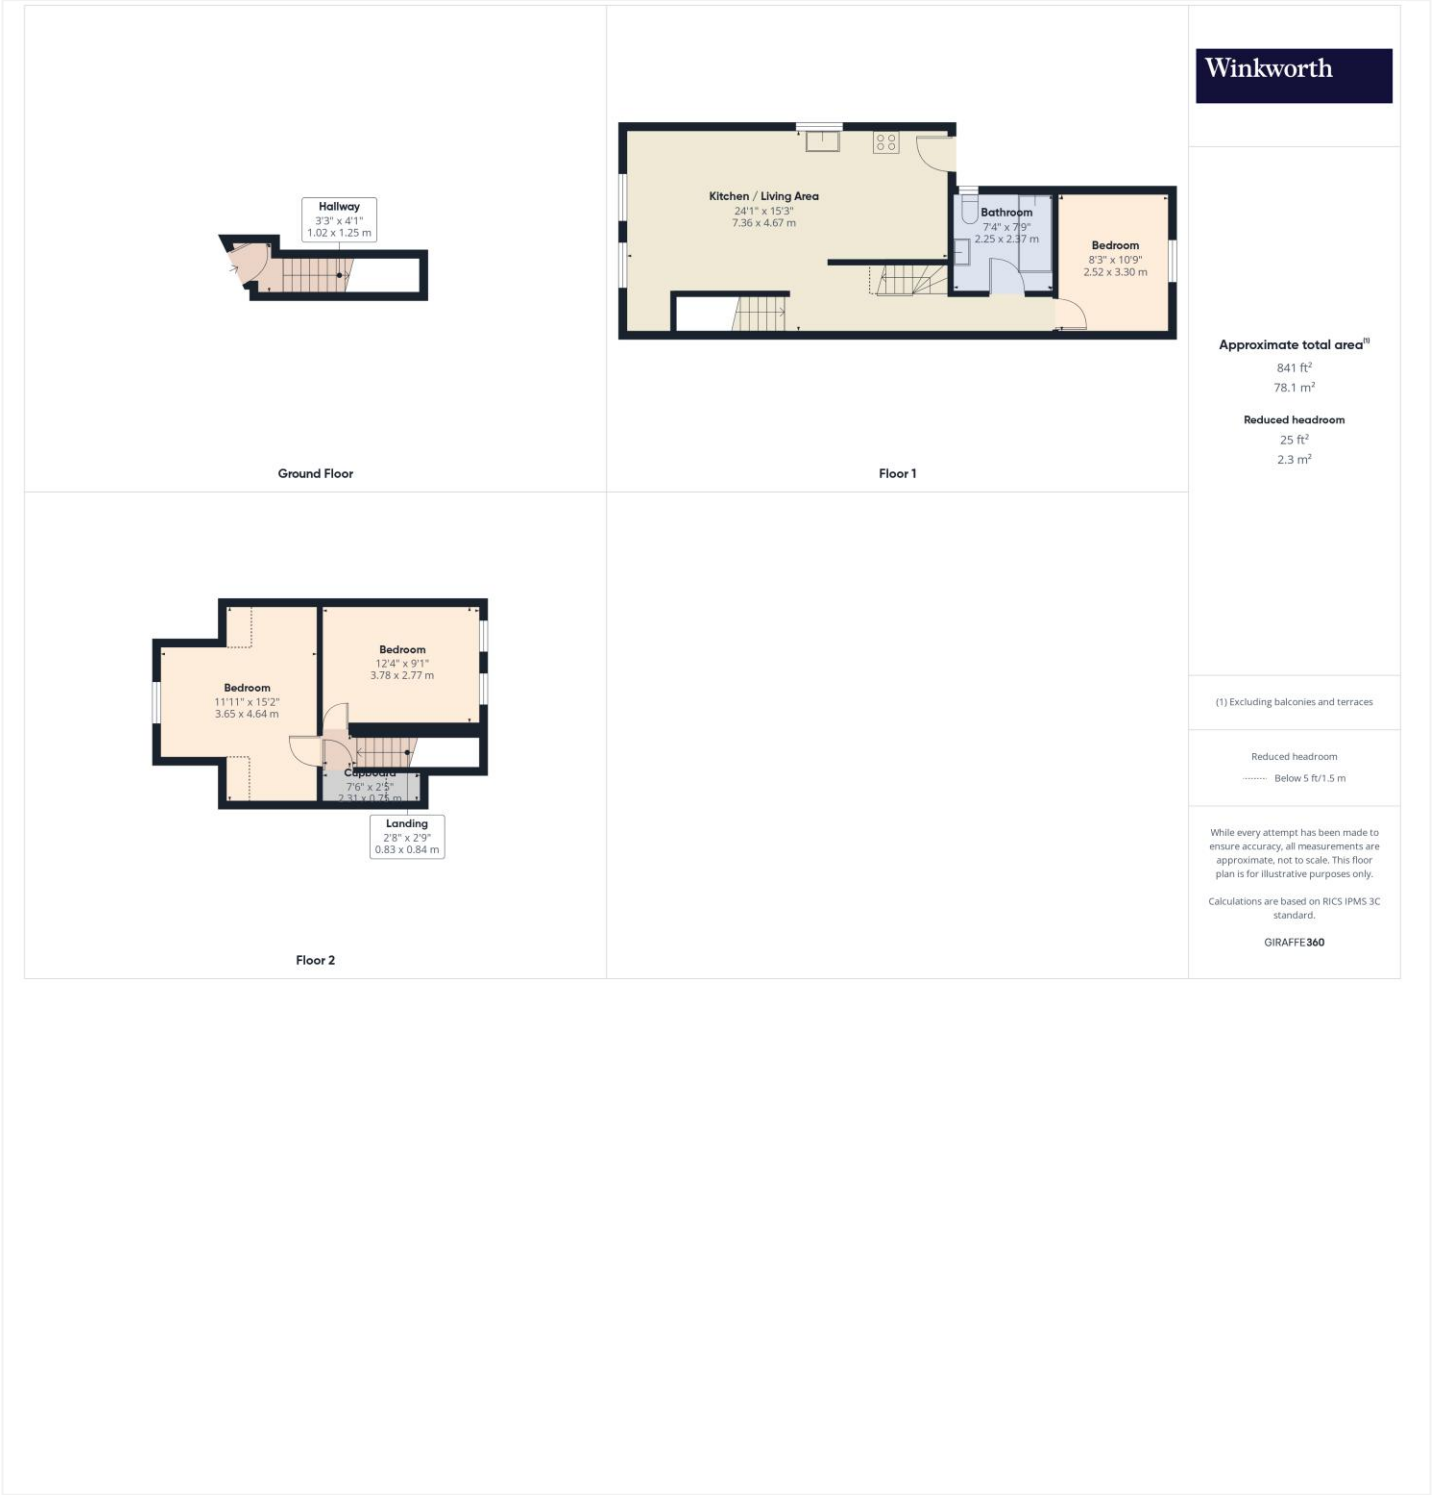 Winkworth
Hallway
3'3" x 4'1"
1.02 x 1.25 m
Ground Floor
Kitchen / Living Area
24'1" x 15'3"
7.36 x 4.67 m
Bathroom
7'4" x 7'9"
2.25 x 2.37 m
Bedroom
8'3" x 10'9"
2.52 x 3.30 m
Floor 1
Approximate total area(1)
841 ft²
78.1 m²
Reduced headroom
25 ft²
2.3 m²
Bedroom
12'4" x 9'1"
3.78 x 2.77 m
Bedroom
11'11" x 15'2"
3.65 x 4.64 m
Cupboard
7'6" x 2'5"
2.31 x 0.75 m
Landing
2'8" x 2'9"
0.83 x 0.84 m
Floor 2
(1) Excluding balconies and terraces
Reduced headroom
Below 5 ft/1.5 m
While every attempt has been made to
ensure accuracy, all measurements are
approximate, not to scale. This floor
plan is for illustrative purposes only.
Calculations are based on RICS IPMS 3C
standard.
GIRAFFE360